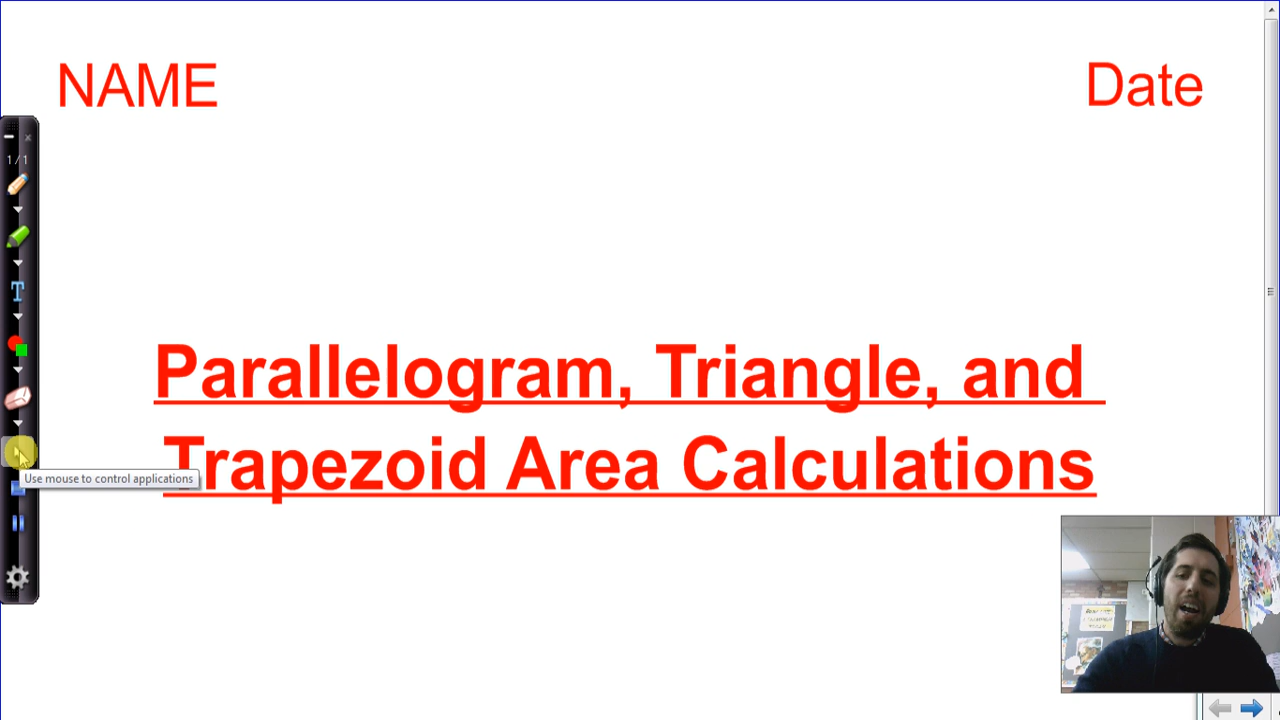 NAME
Date
1/1
T
Parallelogram, Triangle, and
Trapezoid Area Calculations
Use mouse to control applications